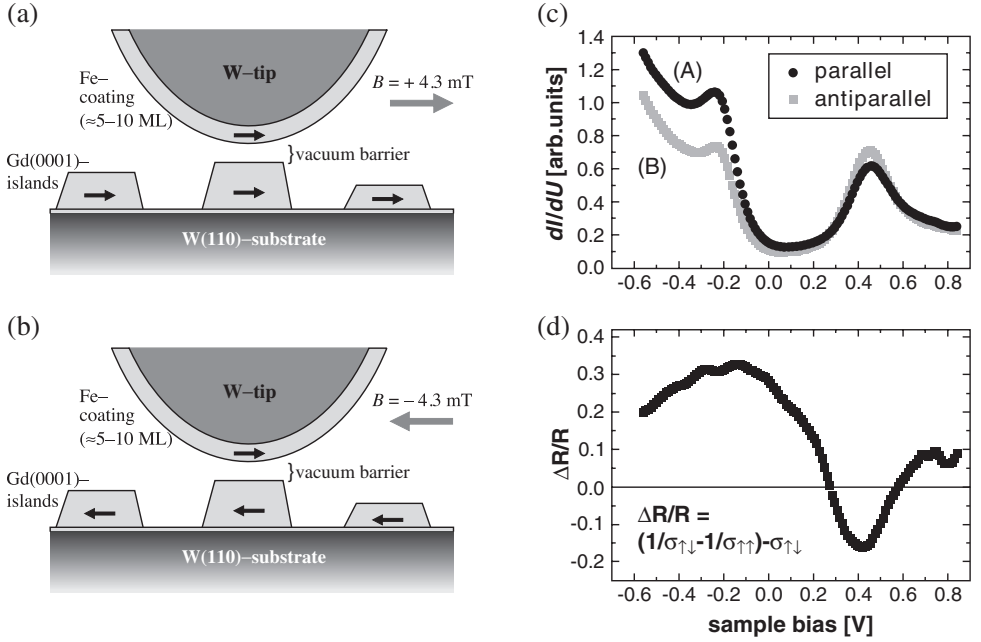 (a)
W–tip
Fe–
coating
(≈5–10 ML)
B = + 4.3 mT
Gd(0001)–
islands
}vacuum barrier
W(110)–substrate
(b)
W–tip
Fe–
coating
(≈5–10 ML)
B = – 4.3 mT
Gd(0001)–
islands
}vacuum barrier
W(110)–substrate
(c)
dI/dU [arb.units]
1.4
1.2
1.0
0.8
0.6
0.4
0.2
0.0
(A)
(B)
parallel
antiparallel
-0.6 -0.4 -0.2 0.0 0.2 0.4 0.6 0.8
(d)
ΔR/R
0.4
0.3
0.2
0.1
0.0
-0.1
-0.2
ΔR/R =
(1/σ↑↓-1/σ↑↑)-σ↑↓
-0.6 -0.4 -0.2 0.0 0.2 0.4 0.6 0.8
sample bias [V]